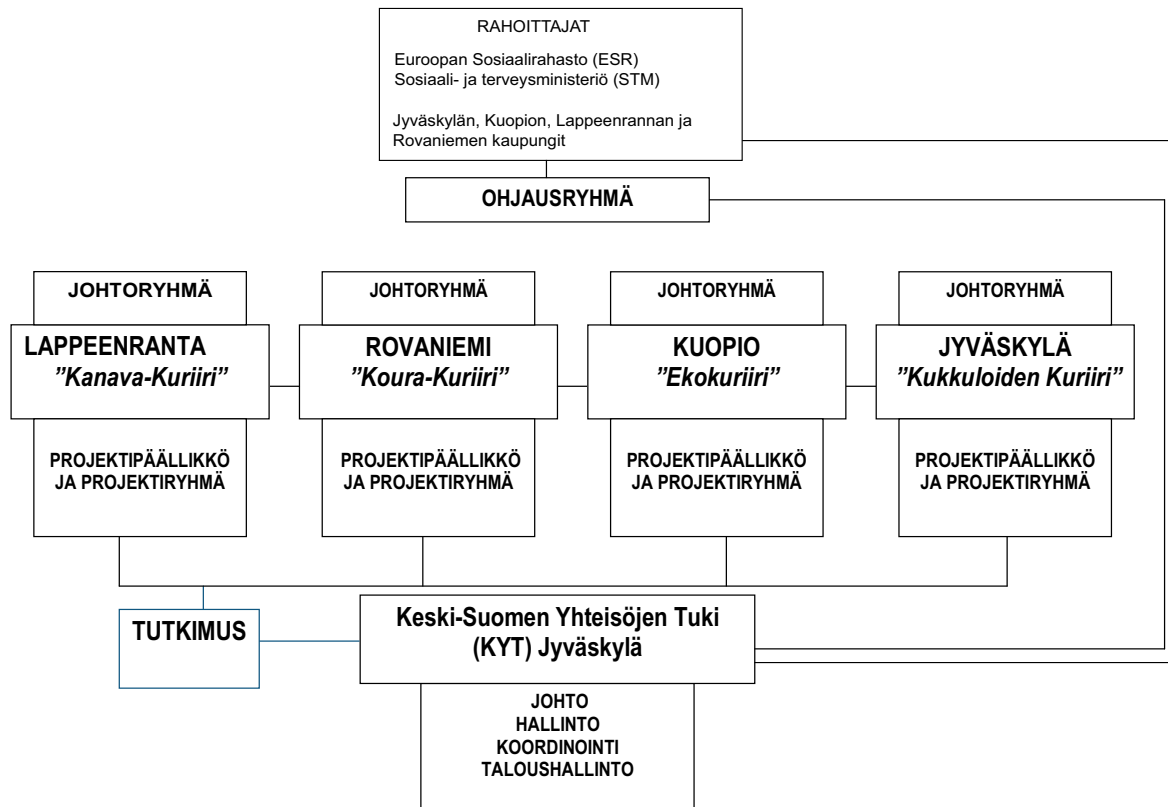 RAHOITTAJAT
Euroopan Sosiaalirahasto (ESR)
Sosiaali- ja terveysministeriö (STM)
Jyväskylän, Kuopion, Lappeenrannan ja
Rovaniemen kaupungit
OHJAUSRYHMÄ
JOHTORYHMÄ
LAPPEENRANTA
”Kanava-Kuriiri”
PROJEKTIPÄÄLLIKKÖ
JA PROJEKTIRYHMÄ
JOHTORYHMÄ
ROVANIEMI
”Koura-Kuriiri”
PROJEKTIPÄÄLLIKKÖ
JA PROJEKTIRYHMÄ
JOHTORYHMÄ
KUOPIO
”Ekokuriiri”
PROJEKTIPÄÄLLIKKÖ
JA PROJEKTIRYHMÄ
JOHTORYHMÄ
JYVÄSKYLÄ
”Kukkuloiden Kuriiri”
PROJEKTIPÄÄLLIKKÖ
JA PROJEKTIRYHMÄ
TUTKIMUS
Keski-Suomen Yhteisöjen Tuki
(KYT) Jyväskylä
JOHTO
HALLINTO
KOORDINOINTI
TALOUSHALLINTO